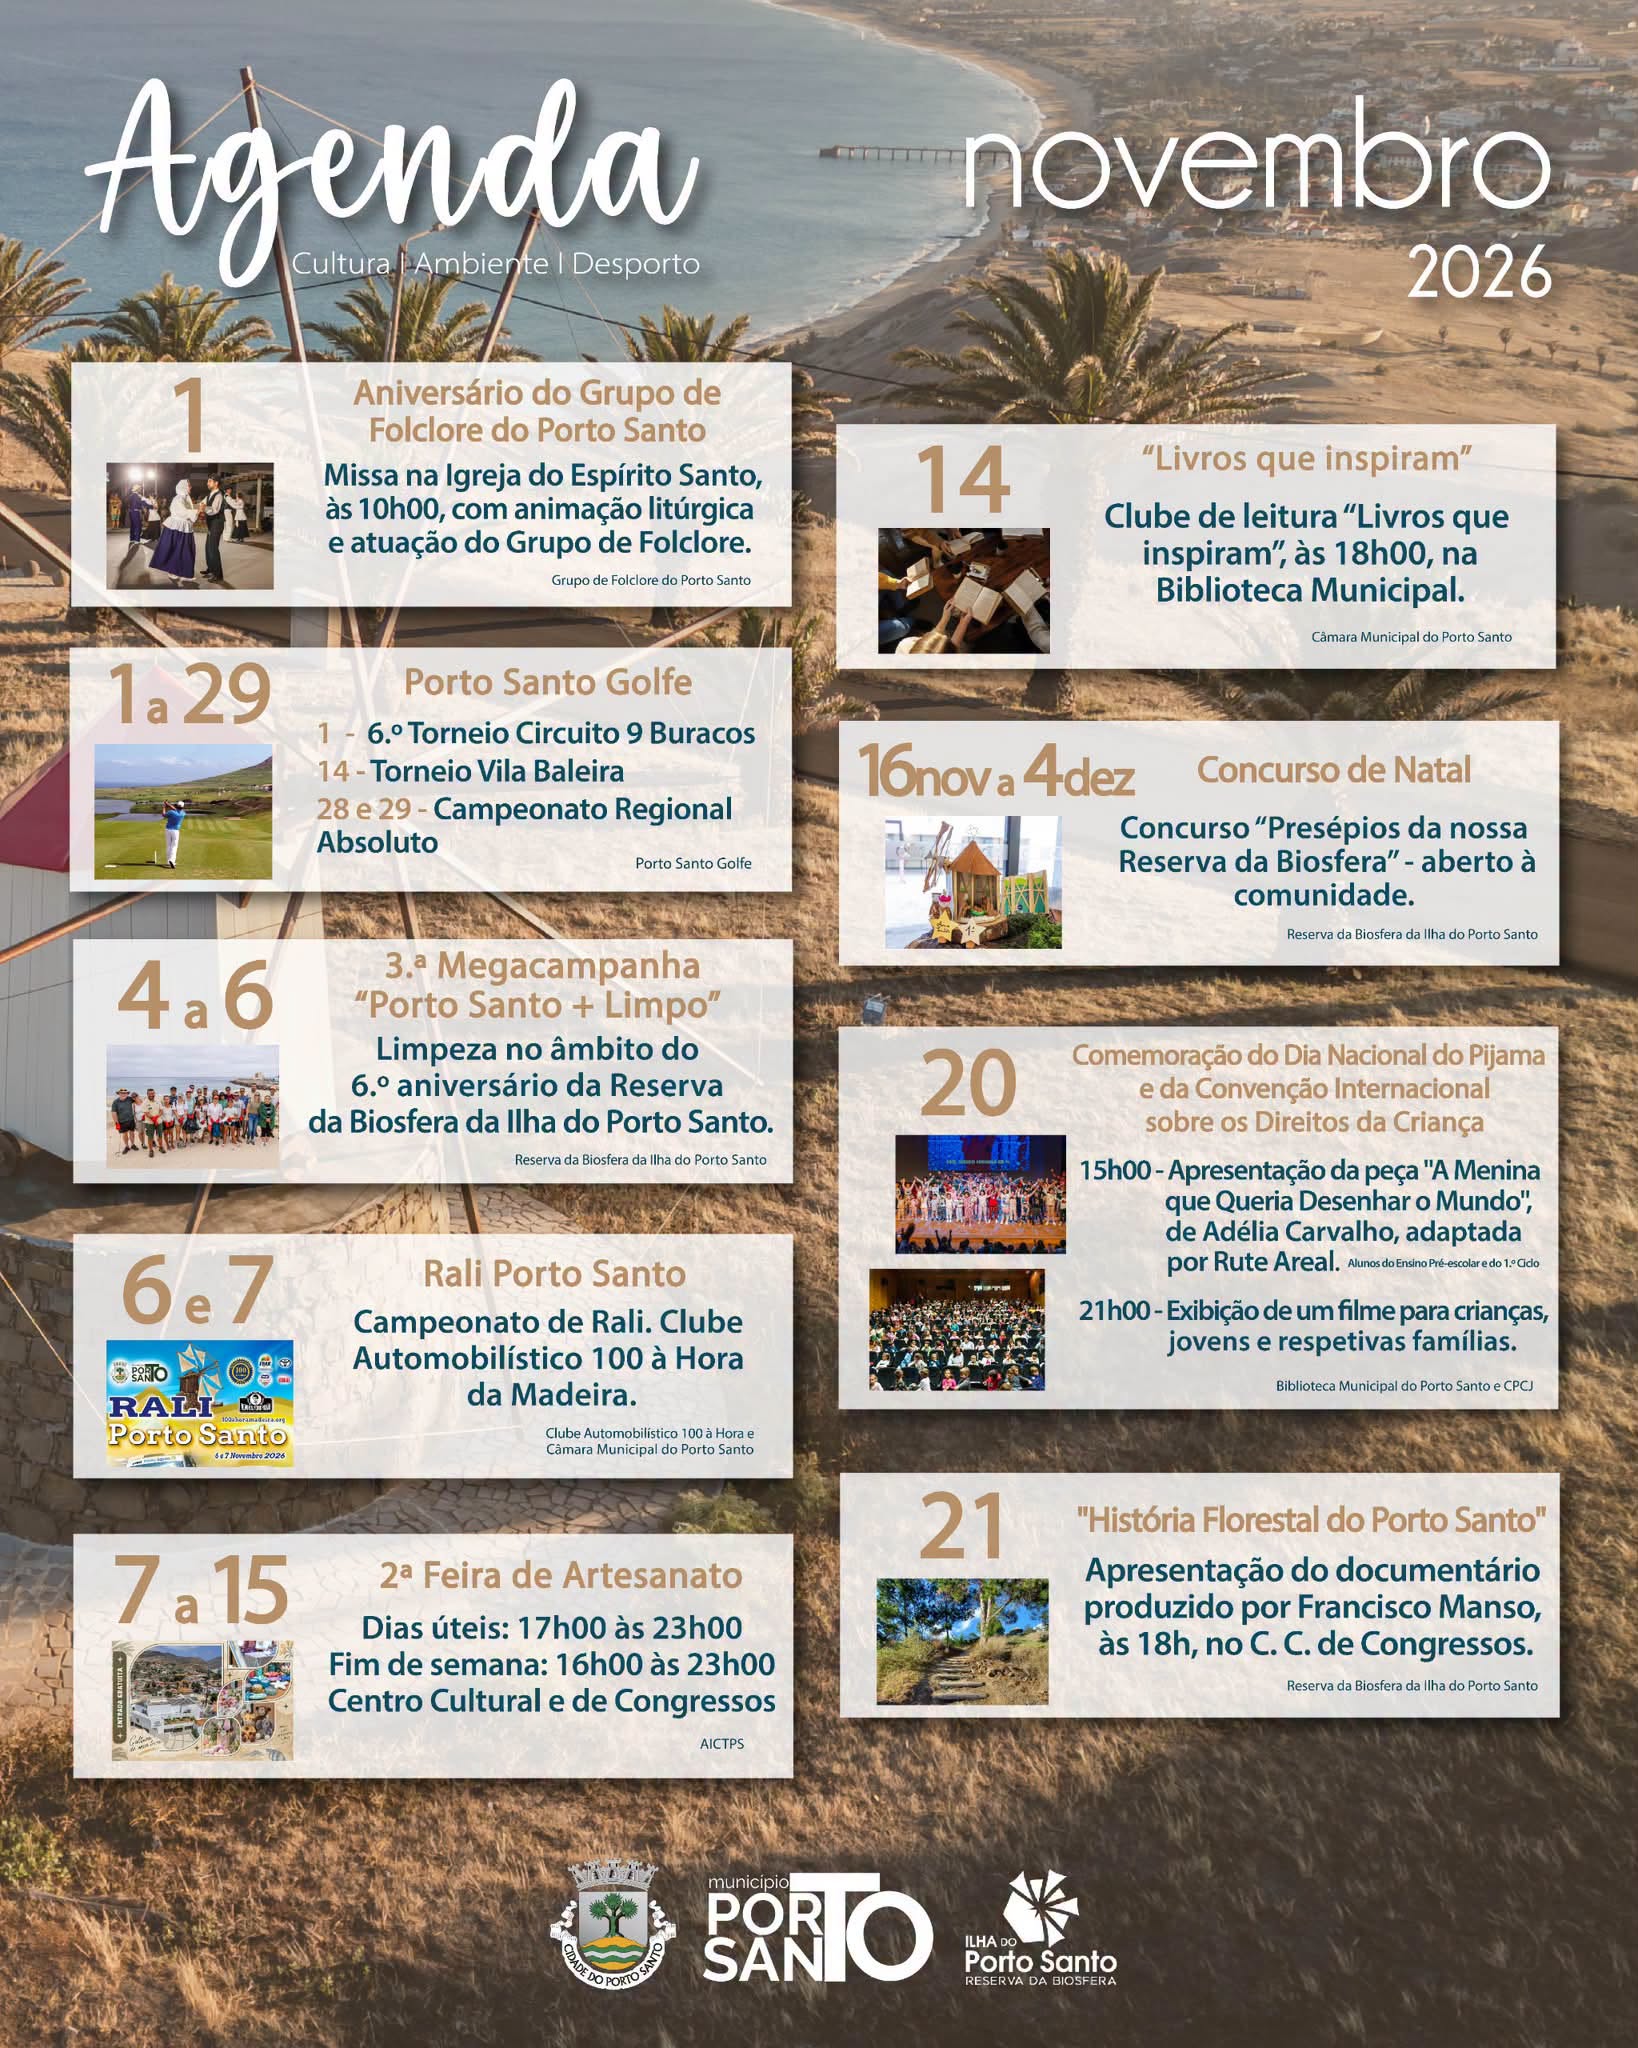 Agenda
Cultura | Ambiente | Desporto
novembro
2026
1
Aniversário do Grupo de
Folclore do Porto Santo
Missa na Igreja do Espírito Santo,
às 10h00, com animação litúrgica
e atuação do Grupo de Folclore.
Grupo de Folclore do Porto Santo
1 a 29
Porto Santo Golfe
1 - 6.º Torneio Circuito 9 Buracos
14 - Torneio Vila Baleira
28 e 29 - Campeonato Regional
Absoluto
Porto Santo Golfe
4 a 6
3.ª Megacampanha
“Porto Santo + Limpo”
Limpeza no âmbito do
6.º aniversário da Reserva
da Biosfera da Ilha do Porto Santo.
Reserva da Biosfera da Ilha do Porto Santo
6 e 7
PORTO
SANTO
100
RALI
100ahoramadeira.org
Porto Santo
6 e 7 Novembro 2026
Rali Porto Santo
Campeonato de Rali. Clube
Automobilístico 100 à Hora
da Madeira.
Clube Automobilístico 100 à Hora e
Câmara Municipal do Porto Santo
7 a 15
ENTRADA GRATUITA
2ª Feira de Artesanato
Dias úteis: 17h00 às 23h00
Fim de semana: 16h00 às 23h00
Centro Cultural e de Congressos
AICTPS
14
“Livros que inspiram”
Clube de leitura “Livros que
inspiram”, às 18h00, na
Biblioteca Municipal.
Câmara Municipal do Porto Santo
16nov a 4dez
Concurso de Natal
Concurso “Presépios da nossa
Reserva da Biosfera” - aberto à
comunidade.
Reserva da Biosfera da Ilha do Porto Santo
20
Comemoração do Dia Nacional do Pijama
e da Convenção Internacional
sobre os Direitos da Criança
15h00 - Apresentação da peça "A Menina
que Queria Desenhar o Mundo",
de Adélia Carvalho, adaptada
por Rute Areal. Alunos do Ensino Pré-escolar e do 1.º Ciclo
21h00 - Exibição de um filme para crianças,
jovens e respetivas famílias.
Biblioteca Municipal do Porto Santo e CPCJ
21
"História Florestal do Porto Santo"
Apresentação do documentário
produzido por Francisco Manso,
às 18h, no C. C. de Congressos.
Reserva da Biosfera da Ilha do Porto Santo
CIDADE DO PORTO SANTO
município
PORTO
SANTO
ILHA DO
Porto Santo
RESERVA DA BIOSFERA